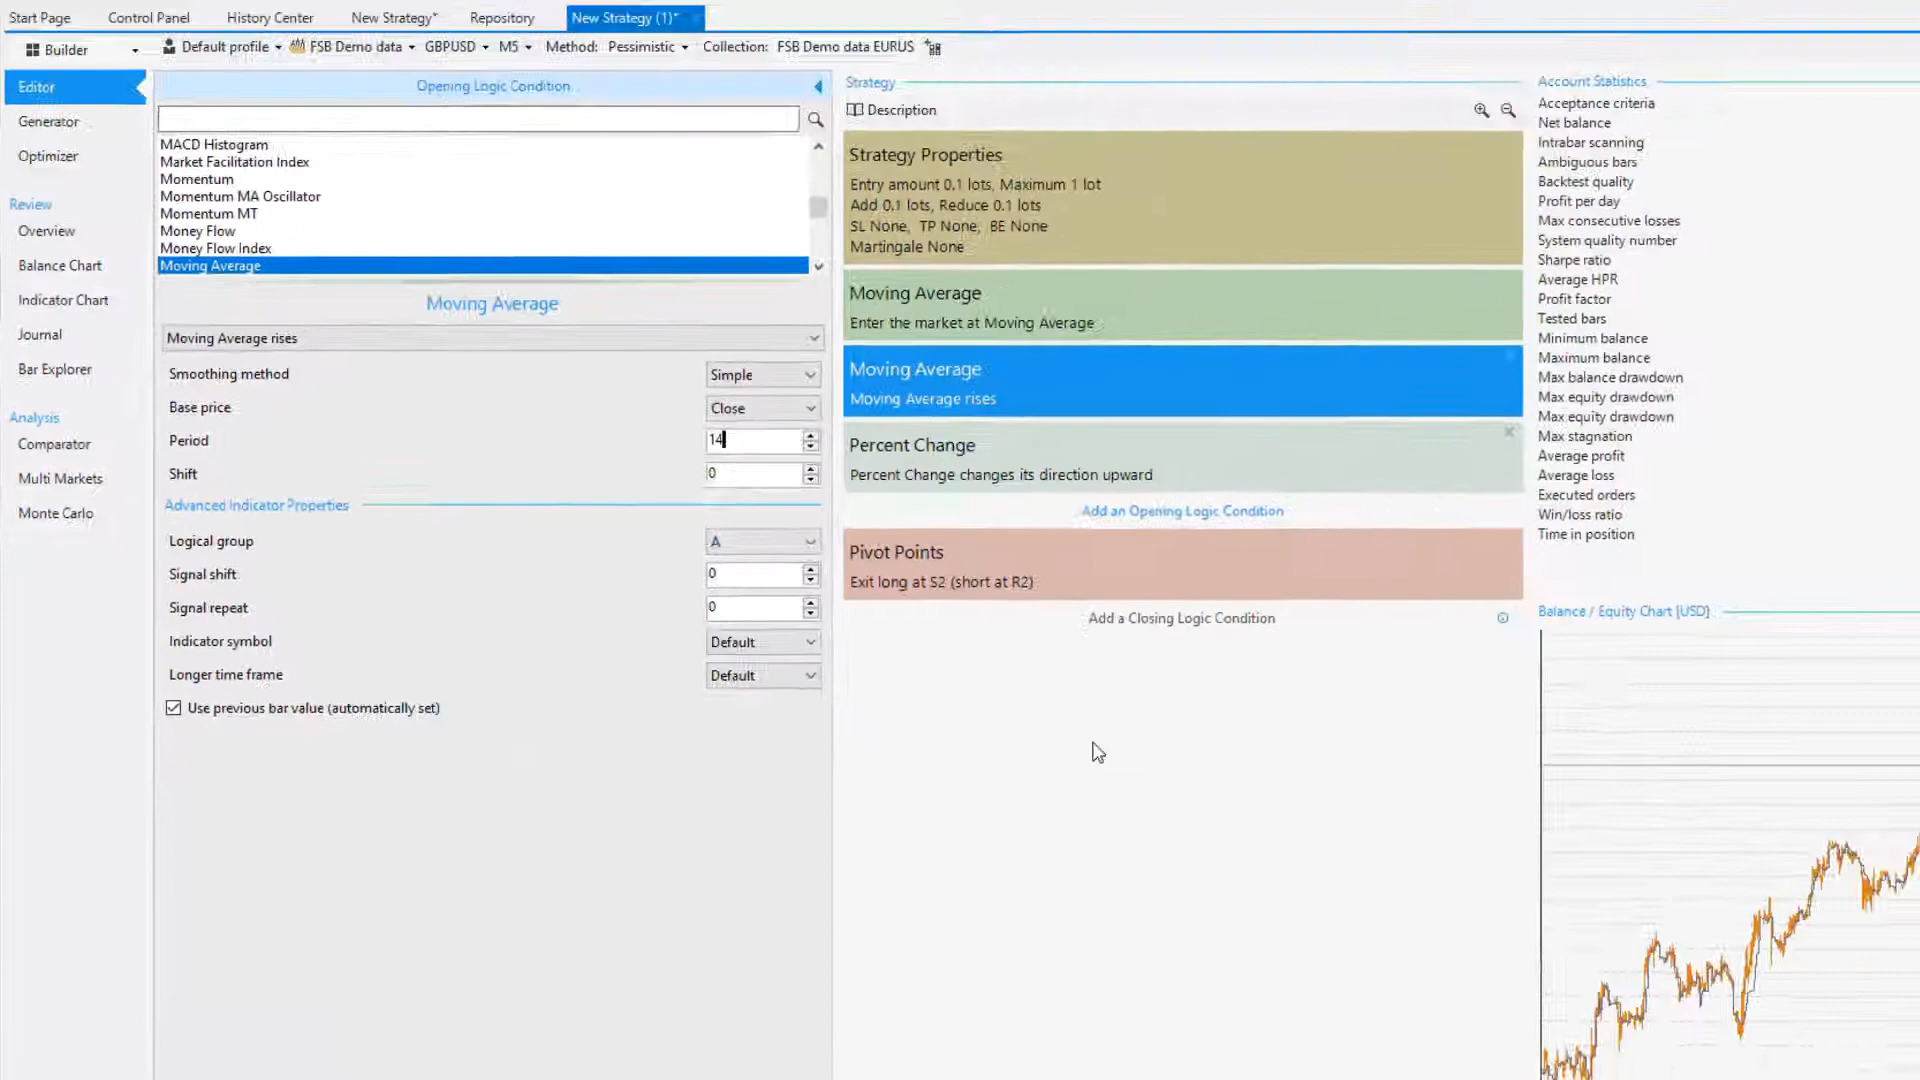 Start Page
Control Panel
History Center
New Strategy*
Repository
New Strategy (1)*
Builder
Default profile
FSB Demo data
GBPUSD
M5
Method: Pessimistic
Collection: FSB Demo data EURUS
Editor
Generator
Optimizer
Review
Overview
Balance Chart
Indicator Chart
Journal
Bar Explorer
Analysis
Comparator
Multi Markets
Monte Carlo
Opening Logic Condition
MACD Histogram
Market Facilitation Index
Momentum
Momentum MA Oscillator
Momentum MT
Money Flow
Money Flow Index
Moving Average
Moving Average
Moving Average rises
Smoothing method Simple
Base price Close
Period 14
Shift 0
Advanced Indicator Properties
Logical group A
Signal shift 0
Signal repeat 0
Indicator symbol Default
Longer time frame Default
Use previous bar value (automatically set)
Strategy
Description
Strategy Properties
Entry amount 0.1 lots, Maximum 1 lot
Add 0.1 lots, Reduce 0.1 lots
SL None, TP None, BE None
Martingale None
Moving Average
Enter the market at Moving Average
Moving Average
Moving Average rises
Percent Change
Percent Change changes its direction upward
Add an Opening Logic Condition
Pivot Points
Exit long at S2 (short at R2)
Add a Closing Logic Condition
Account Statistics
Acceptance criteria
Net balance
Intrabar scanning
Ambiguous bars
Backtest quality
Profit per day
Max consecutive losses
System quality number
Sharpe ratio
Average HPR
Profit factor
Tested bars
Minimum balance
Maximum balance
Max balance drawdown
Max equity drawdown
Max equity drawdown
Max stagnation
Average profit
Average loss
Executed orders
Win/loss ratio
Time in position
Balance / Equity Chart [USD]